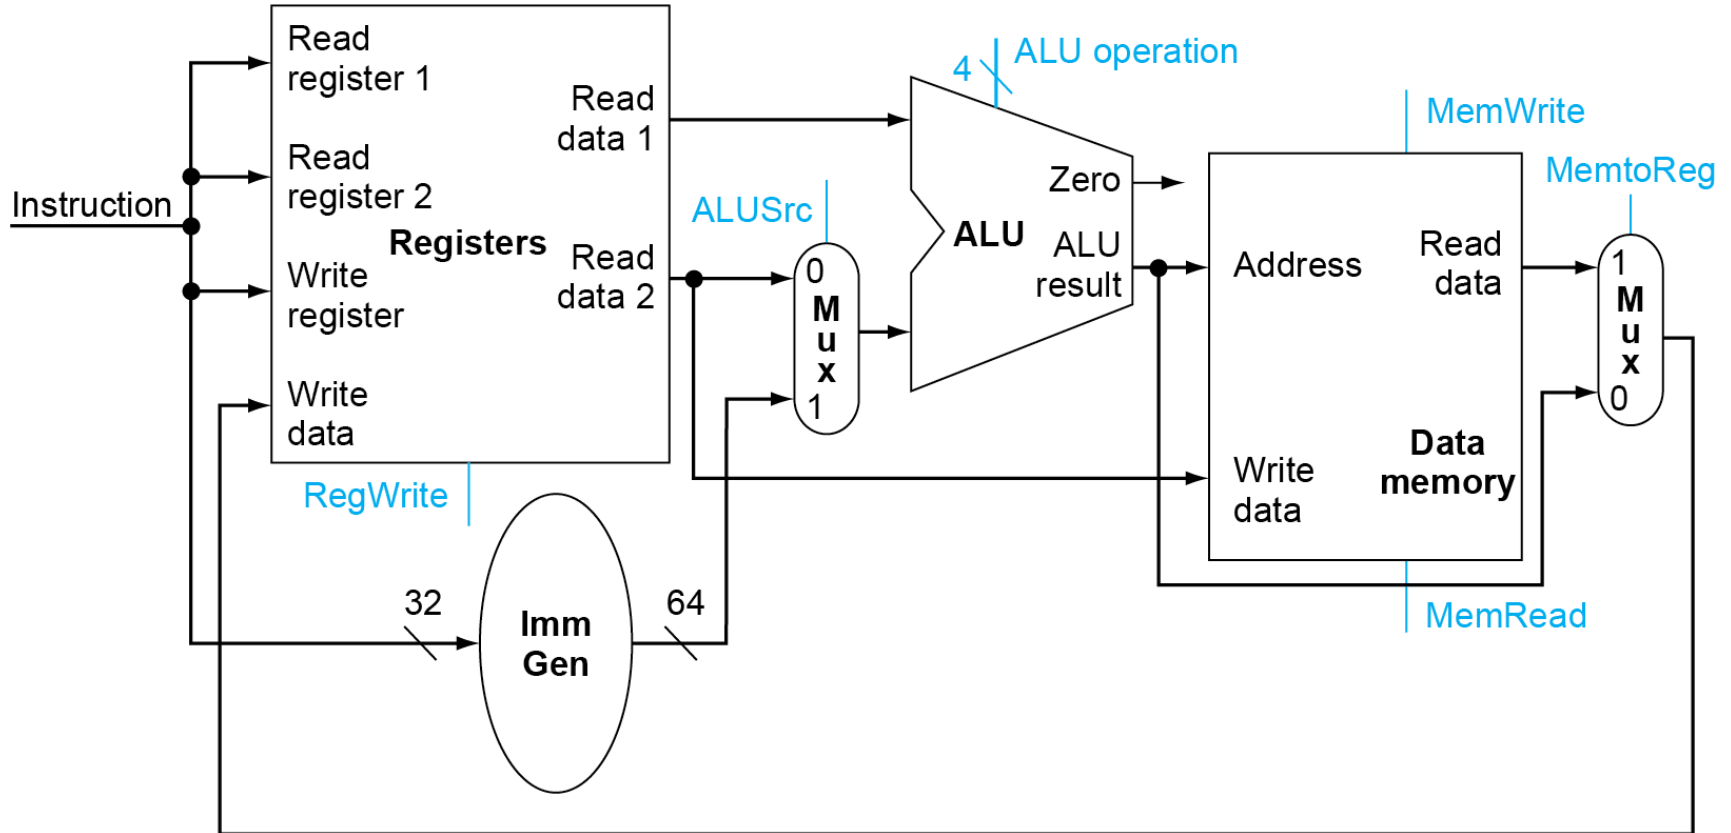 Instruction
Read
register 1
Read
register 2
Write
register
Write
data
Registers
Read
data 1
Read
data 2
RegWrite
32
Imm
Gen
64
ALUSrc
0
M
u
x
1
4
ALU operation
ALU
Zero
ALU
result
MemWrite
Address
Read
data
Write
data
Data
memory
MemRead
MemtoReg
1
M
u
x
0